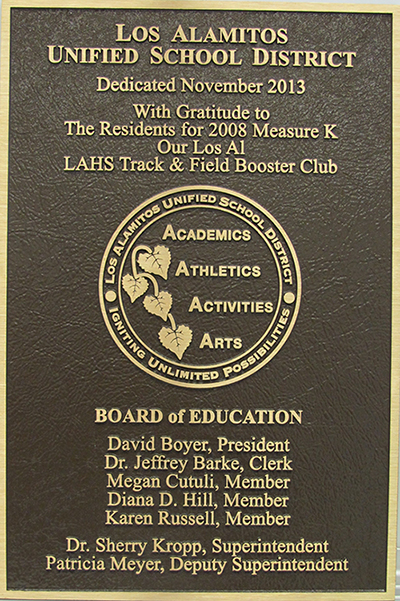 LOS ALAMITOS
UNIFIED SCHOOL DISTRICT
Dedicated November 2013
With Gratitude to
The Residents for 2008 Measure K
Our Los Al
LAHS Track & Field Booster Club
LOS ALAMITOS UNIFIED SCHOOL DISTRICT
ACADEMICS
ATHLETICS
ACTIVITIES
ARTS
IGNITING UNLIMITED POSSIBILITIES
BOARD of EDUCATION
David Boyer, President
Dr. Jeffrey Barke, Clerk
Megan Cutuli, Member
Diana D. Hill, Member
Karen Russell, Member
Dr. Sherry Kropp, Superintendent
Patricia Meyer, Deputy Superintendent